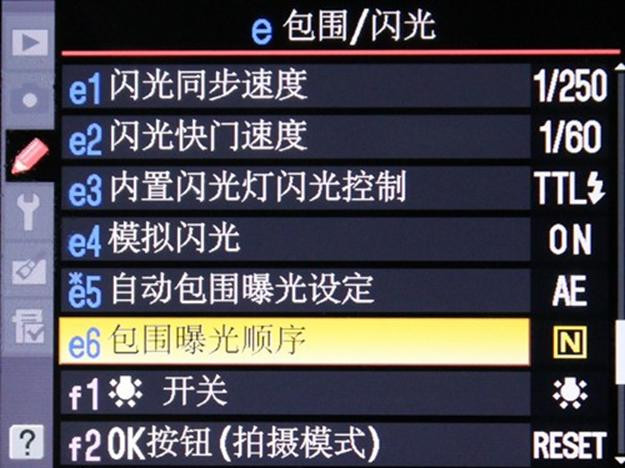 e 包围/闪光
e1 闪光同步速度 1/250
e2 闪光快门速度 1/60
e3 内置闪光灯闪光控制 TTL
e4 模拟闪光 ON
*e5 自动包围曝光设定 AE
e6 包围曝光顺序 N
f1 开关
f2 OK按钮(拍摄模式) RESET
?